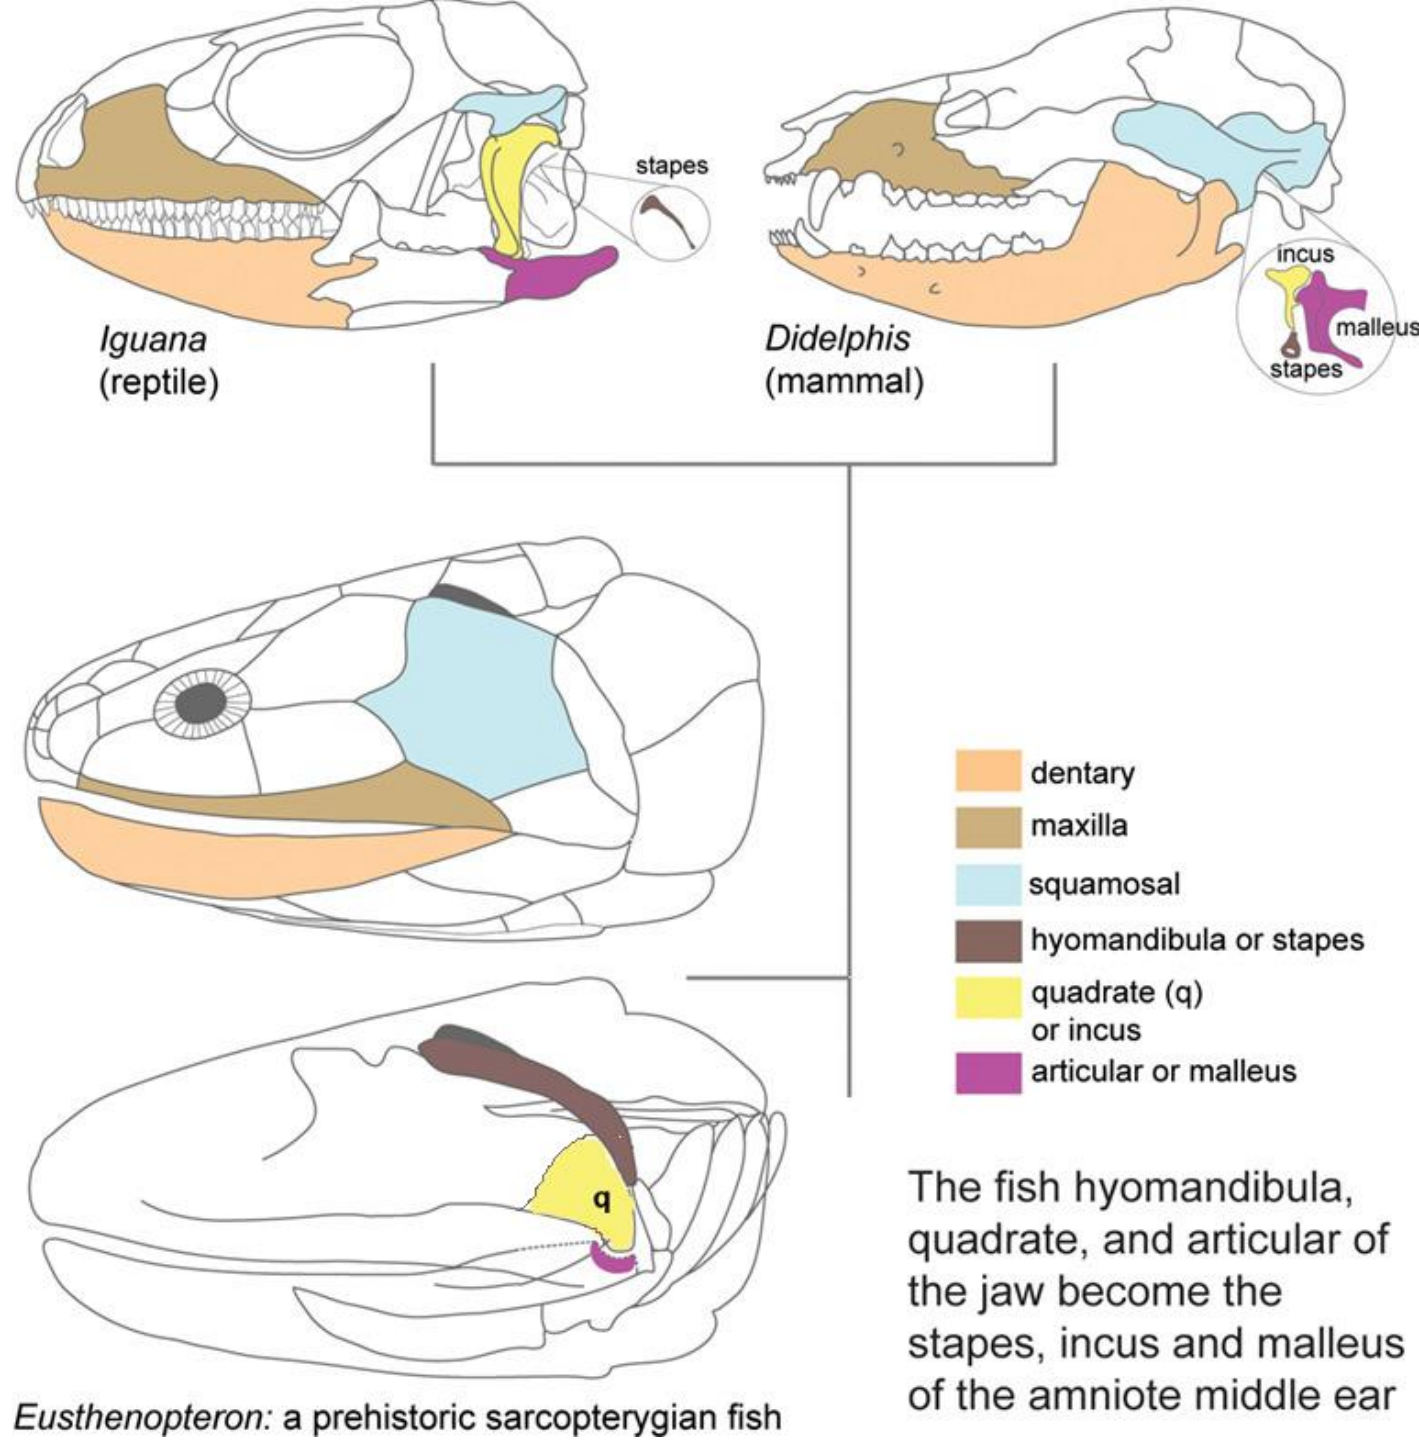 stapes
Iguana
(reptile)
Didelphis
(mammal)
incus
malleus
stapes
dentary
maxilla
squamosal
hyomandibula or stapes
quadrate (q)
or incus
articular or malleus
q
The fish hyomandibula,
quadrate, and articular of
the jaw become the
stapes, incus and malleus
of the amniote middle ear
Eusthenopteron: a prehistoric sarcopterygian fish